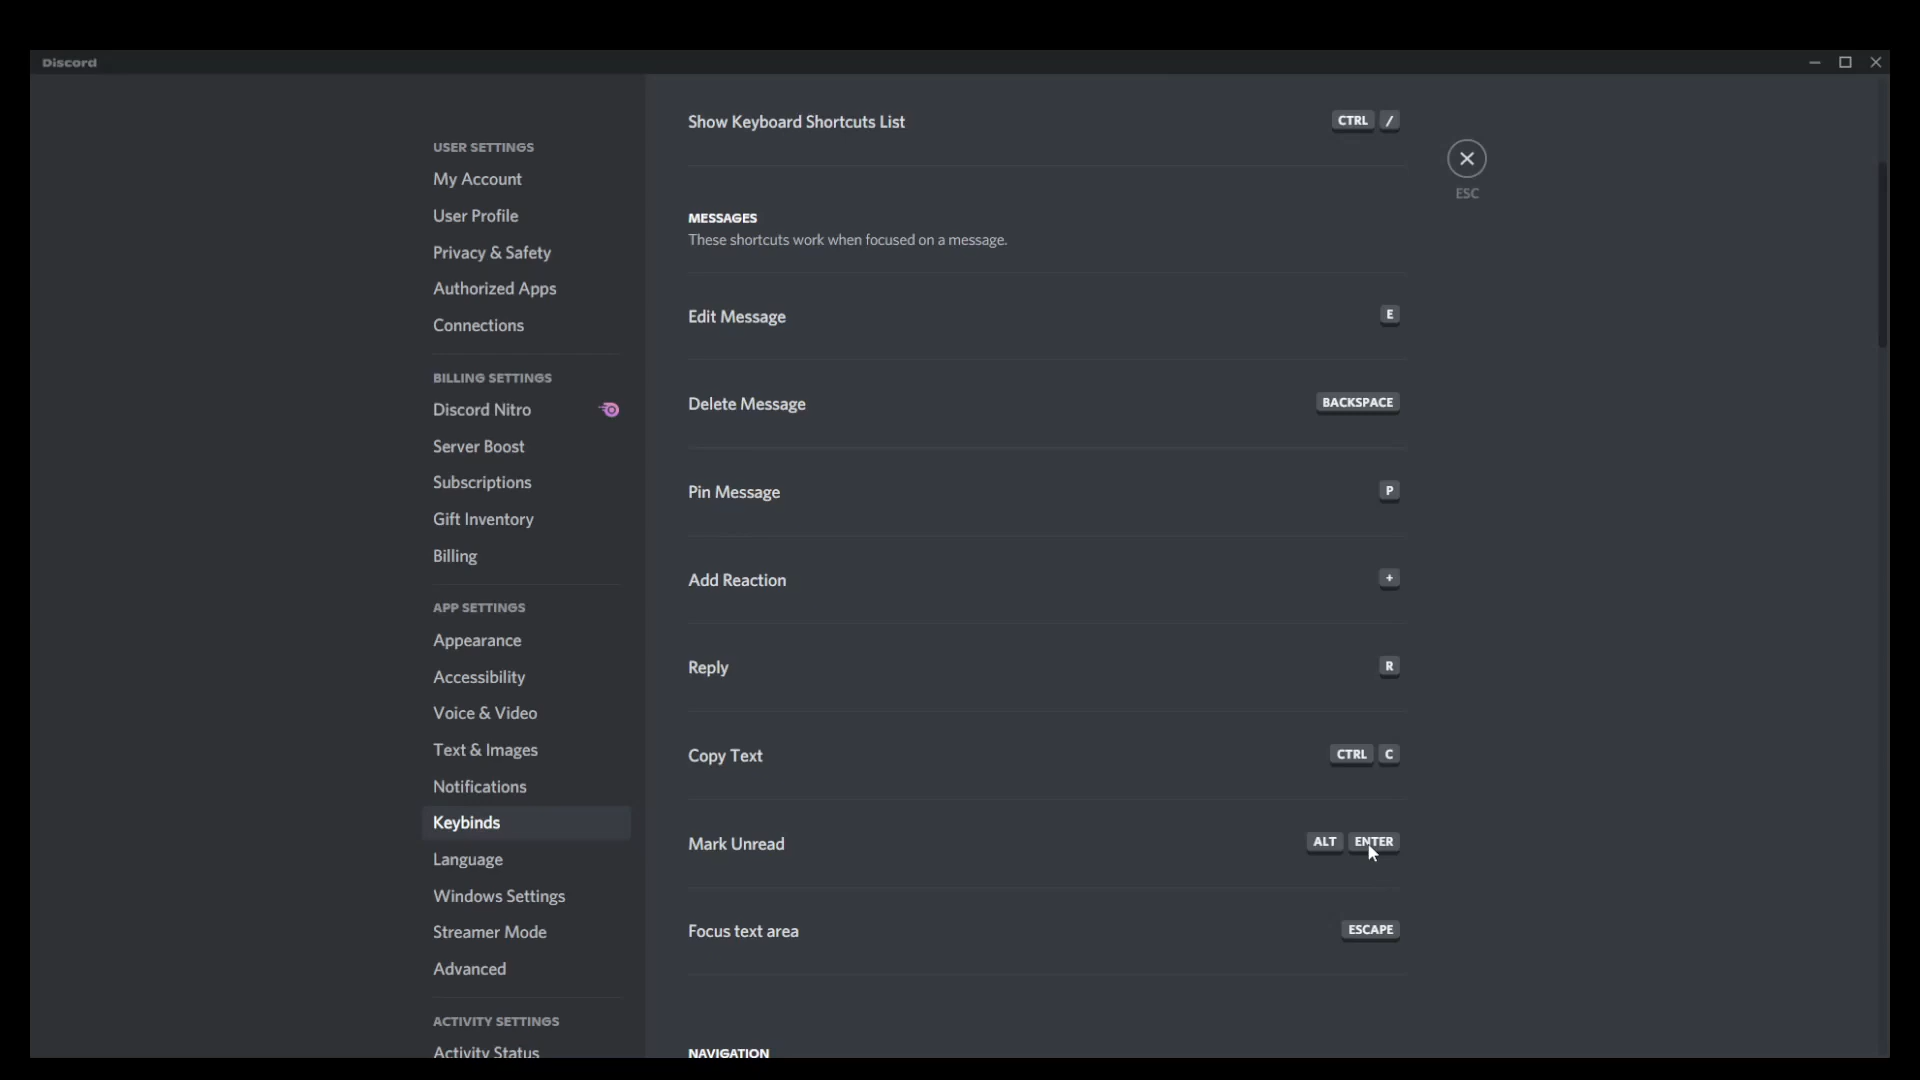 Discord
USER SETTINGS
My Account
User Profile
Privacy & Safety
Authorized Apps
Connections
BILLING SETTINGS
Discord Nitro
Server Boost
Subscriptions
Gift Inventory
Billing
APP SETTINGS
Appearance
Accessibility
Voice & Video
Text & Images
Notifications
Keybinds
Language
Windows Settings
Streamer Mode
Advanced
ACTIVITY SETTINGS
Activity Status
Show Keyboard Shortcuts List CTRL /
ESC
MESSAGES
These shortcuts work when focused on a message.
Edit Message E
Delete Message BACKSPACE
Pin Message P
Add Reaction +
Reply R
Copy Text CTRL C
Mark Unread ALT ENTER
Focus text area ESCAPE
NAVIGATION